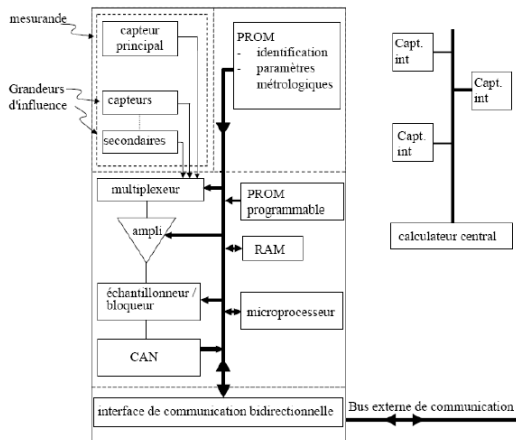 mesurande
capteur
principal
Grandeurs
d'influence
capteurs
secondaires
PROM
- identification
- paramètres
métrologiques
multiplexeur
ampli
échantillonneur /
bloqueur
CAN
PROM
programmable
RAM
microprocesseur
interface de communication bidirectionnelle
Bus externe de communication
Capt.
int
Capt.
int
Capt.
int
calculateur central